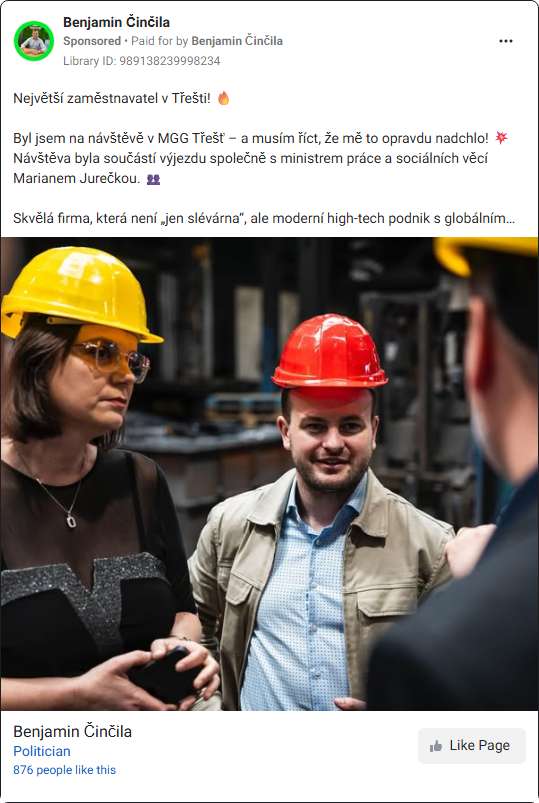 Benjamin Činčila
Sponsored • Paid for by Benjamin Činčila
Library ID: 989138239998234
Největší zaměstnavatel v Třešti! 🔥
Byl jsem na návštěvě v MGG Třešť – a musím říct, že mě to opravdu nadchlo! 💥
Návštěva byla součástí výjezdu společně s ministrem práce a sociálních věcí
Marianem Jurečkou. 👥
Skvělá firma, která není „jen slévárna“, ale moderní high-tech podnik s globálním...
Benjamin Činčila
Politician
876 people like this
Like Page